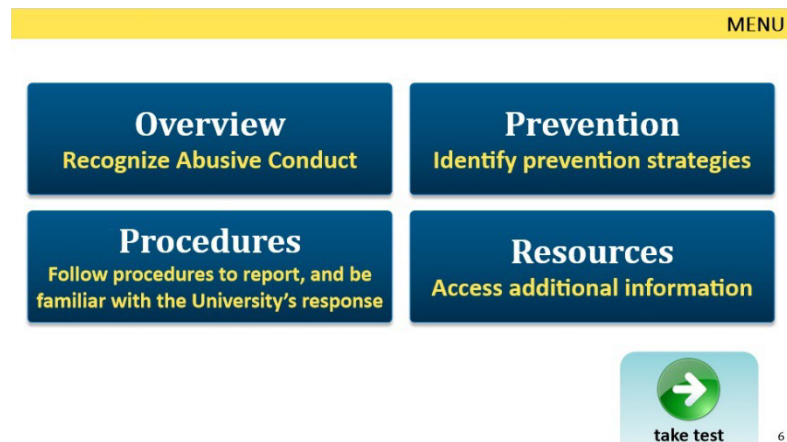 MENU
Overview
Recognize Abusive Conduct
Prevention
Identify prevention strategies
Procedures
Follow procedures to report, and be
familiar with the University's response
Resources
Access additional information
take test
6